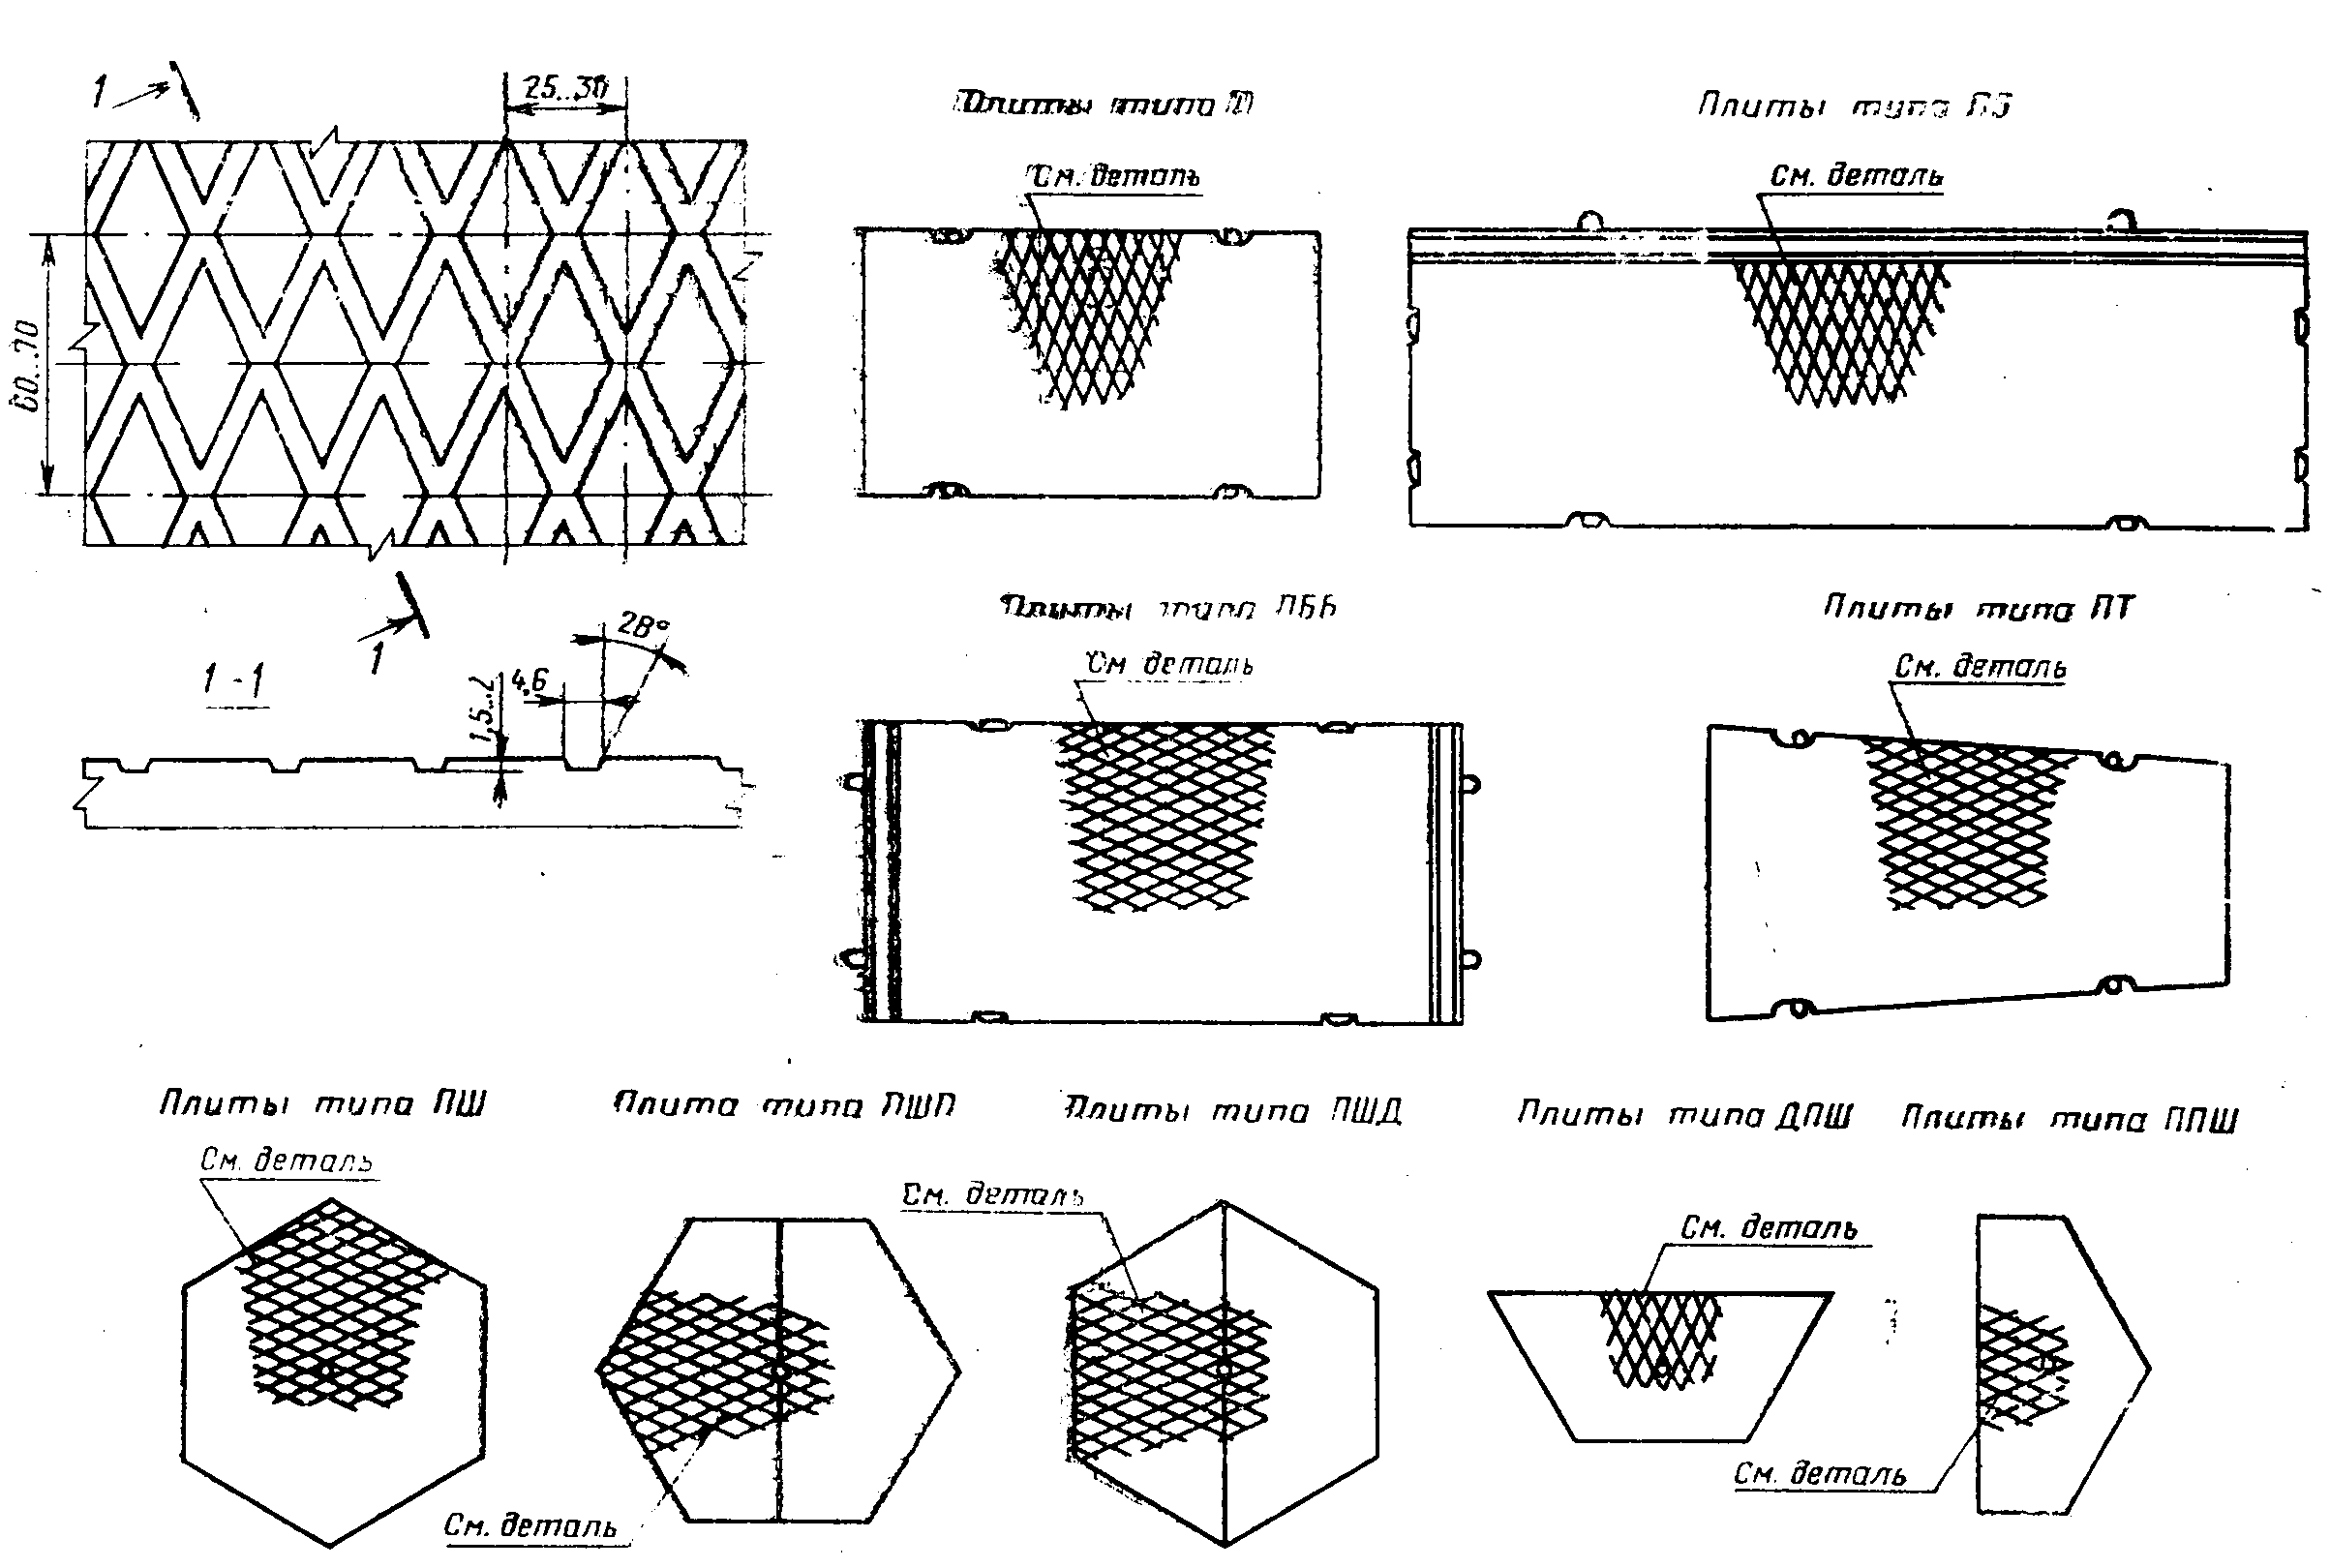 1
25...30
60...70
1
1-1
1,5...2
4,6
28°
Плиты типа П
См. деталь
Плиты типа ПБ
См. деталь
Плиты типа ПББ
См. деталь
Плиты типа ПТ
См. деталь
Плиты типа ПШ
См. деталь
Плита типа ПШП
См. деталь
Плиты типа ПШД
См. деталь
Плиты типа ДПШ
См. деталь
Плиты типа ППШ
См. деталь